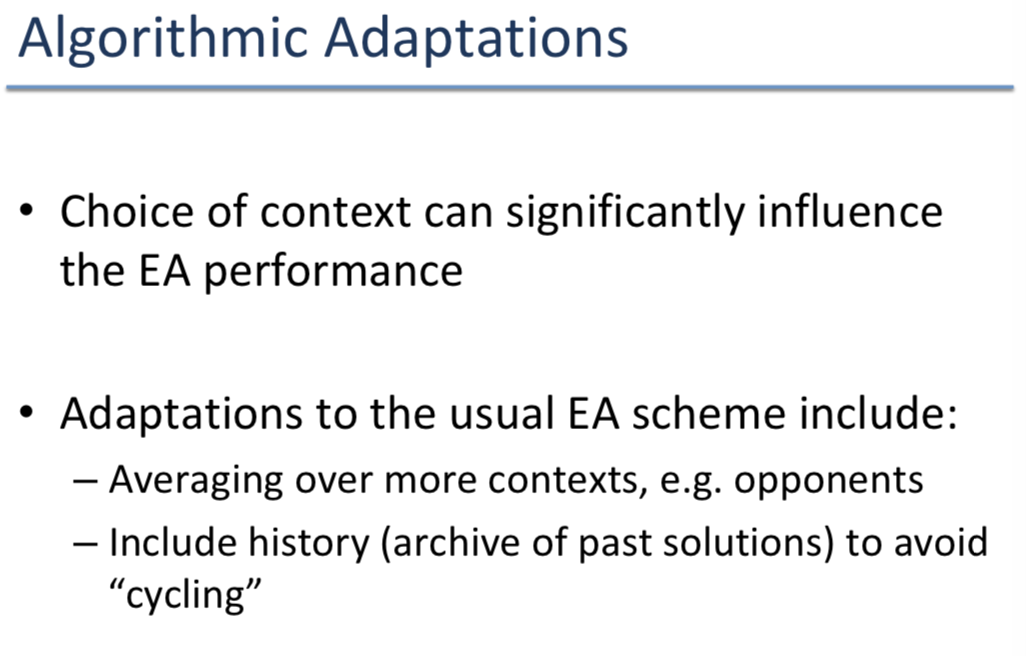 Algorithmic Adaptations
• Choice of context can significantly influence
the EA performance
• Adaptations to the usual EA scheme include:
– Averaging over more contexts, e.g. opponents
– Include history (archive of past solutions) to avoid
“cycling”